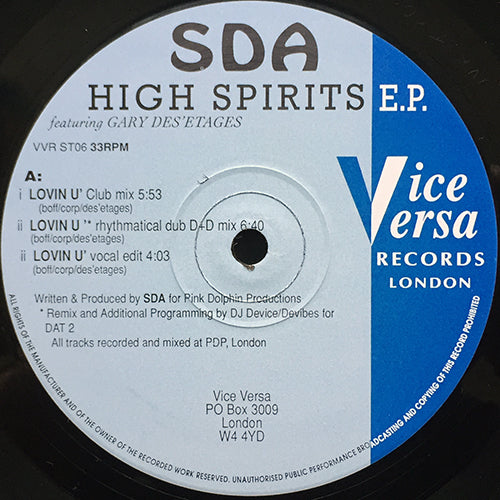 SDA
HIGH SPIRITS E.P.
featuring GARY DES'ETAGES
VVR ST06 33RPM
A:
i LOVIN U' Club mix 5:53
(boff/corp/des'etages)
ii LOVIN U '* rhythmatical dub D+D mix 6:40
(boff/corp/des'etages)
ii LOVIN U' vocal edit 4:03
(boff/corp/des'etages)
Written & Produced by SDA for Pink Dolphin Productions
* Remix and Additional Programming by DJ Device/Devibes for
DAT 2
All tracks recorded and mixed at PDP, London
Vice
Versa
RECORDS
LONDON
Vice Versa
PO Box 3009
London
W4 4YD
ALL RIGHTS OF THE MANUFACTURER AND OF THE OWNER OF THE RECORDED WORK RESERVED. UNAUTHORISED PUBLIC PERFORMANCE BROADCASTING AND COPYING OF THIS RECORD PROHIBITED